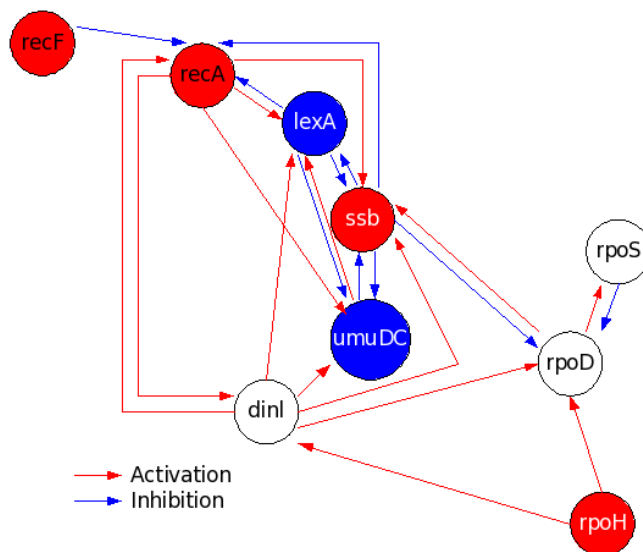 recF
recA
lexA
ssb
rpoS
umuDC
rpoD
dinI
Activation
Inhibition
rpoH